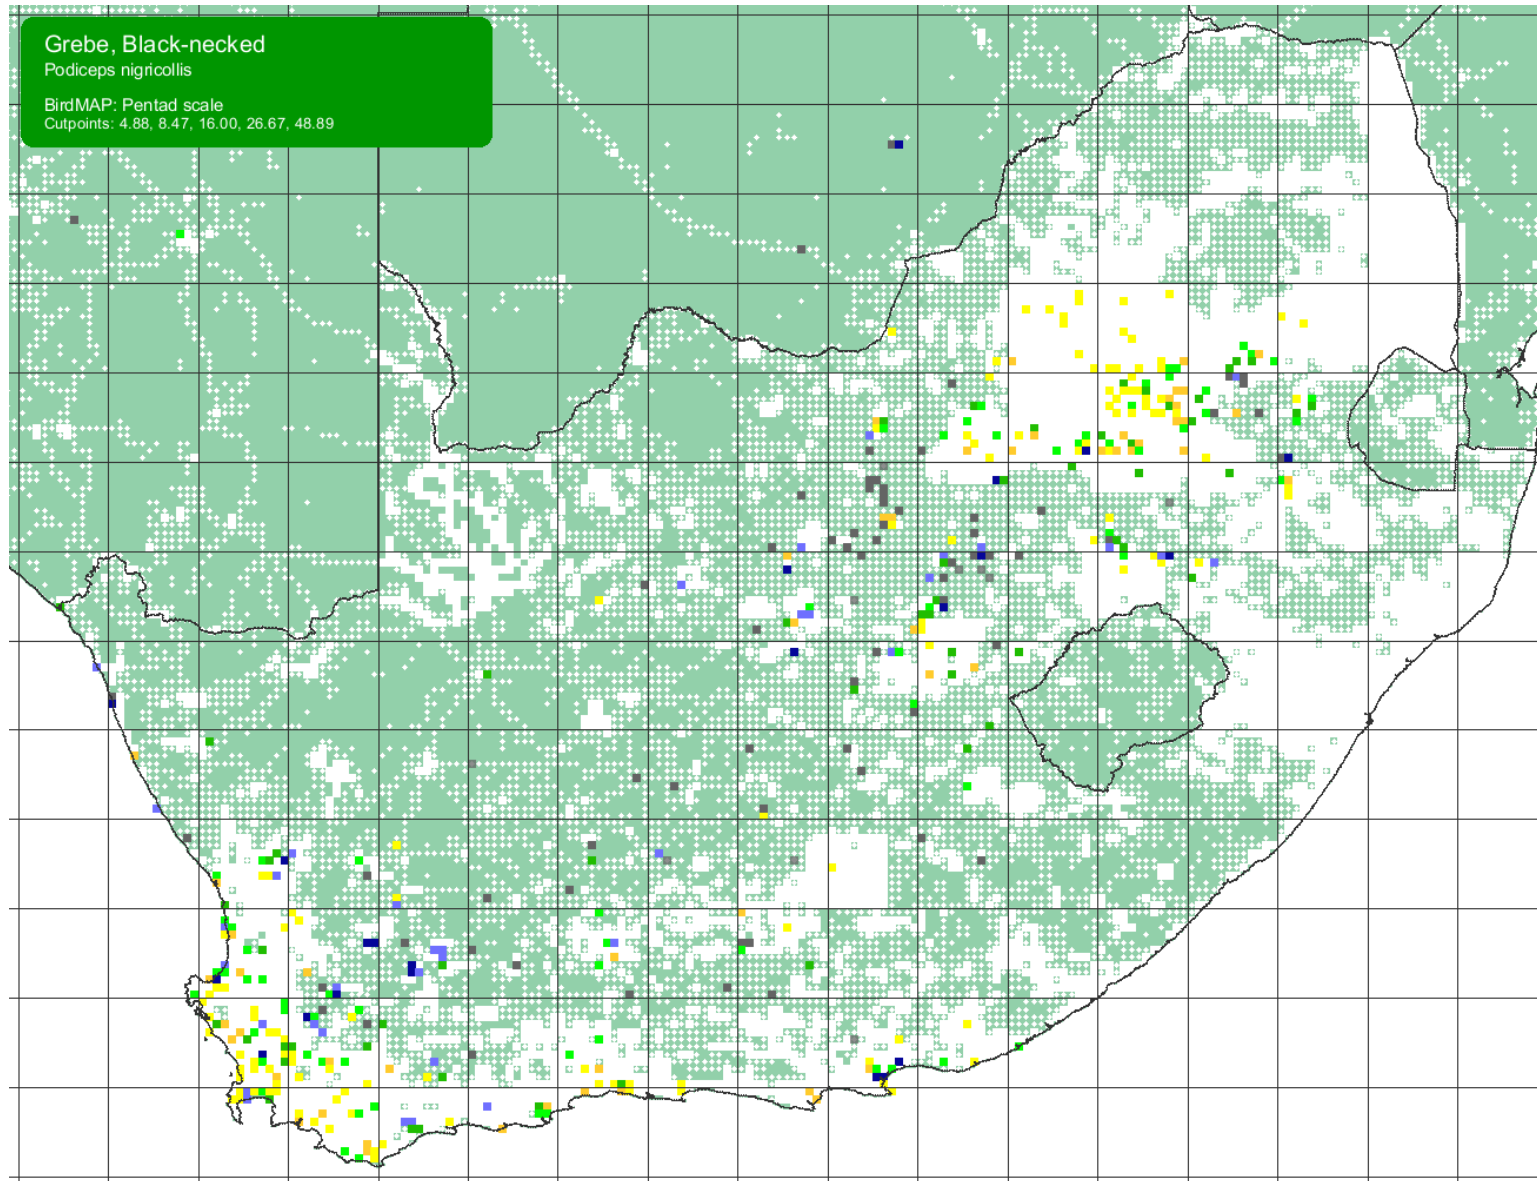 Grebe, Black-necked
Podiceps nigricollis
BirdMAP: Pentad scale
Cutpoints: 4.88, 8.47, 16.00, 26.67, 48.89